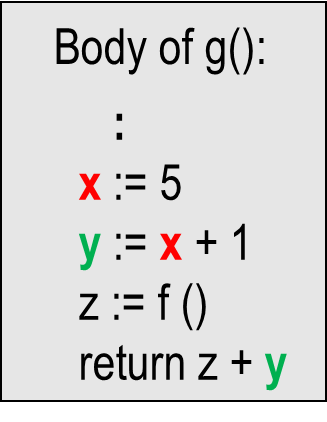 Body of g():
:
x := 5
y := x + 1
z := f ()
return z + y